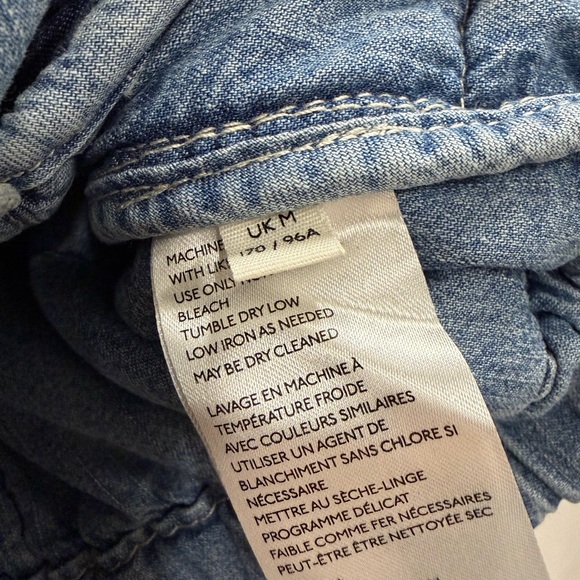 UK M
170 / 96A
MACHINE
WITH LIK
USE ONLY
BLEACH
TUMBLE DRY LOW
LOW IRON AS NEEDED
MAY BE DRY CLEANED
LAVAGE EN MACHINE À
TEMPÉRATURE FROIDE
AVEC COULEURS SIMILAIRES
UTILISER UN AGENT DE
BLANCHIMENT SANS CHLORE SI
NÉCESSAIRE
METTRE AU SÈCHE-LINGE
PROGRAMME DÉLICAT
FAIBLE COMME FER NÉCESSAIRES
PEUT-ÊTRE ÊTRE NETTOYÉE SEC